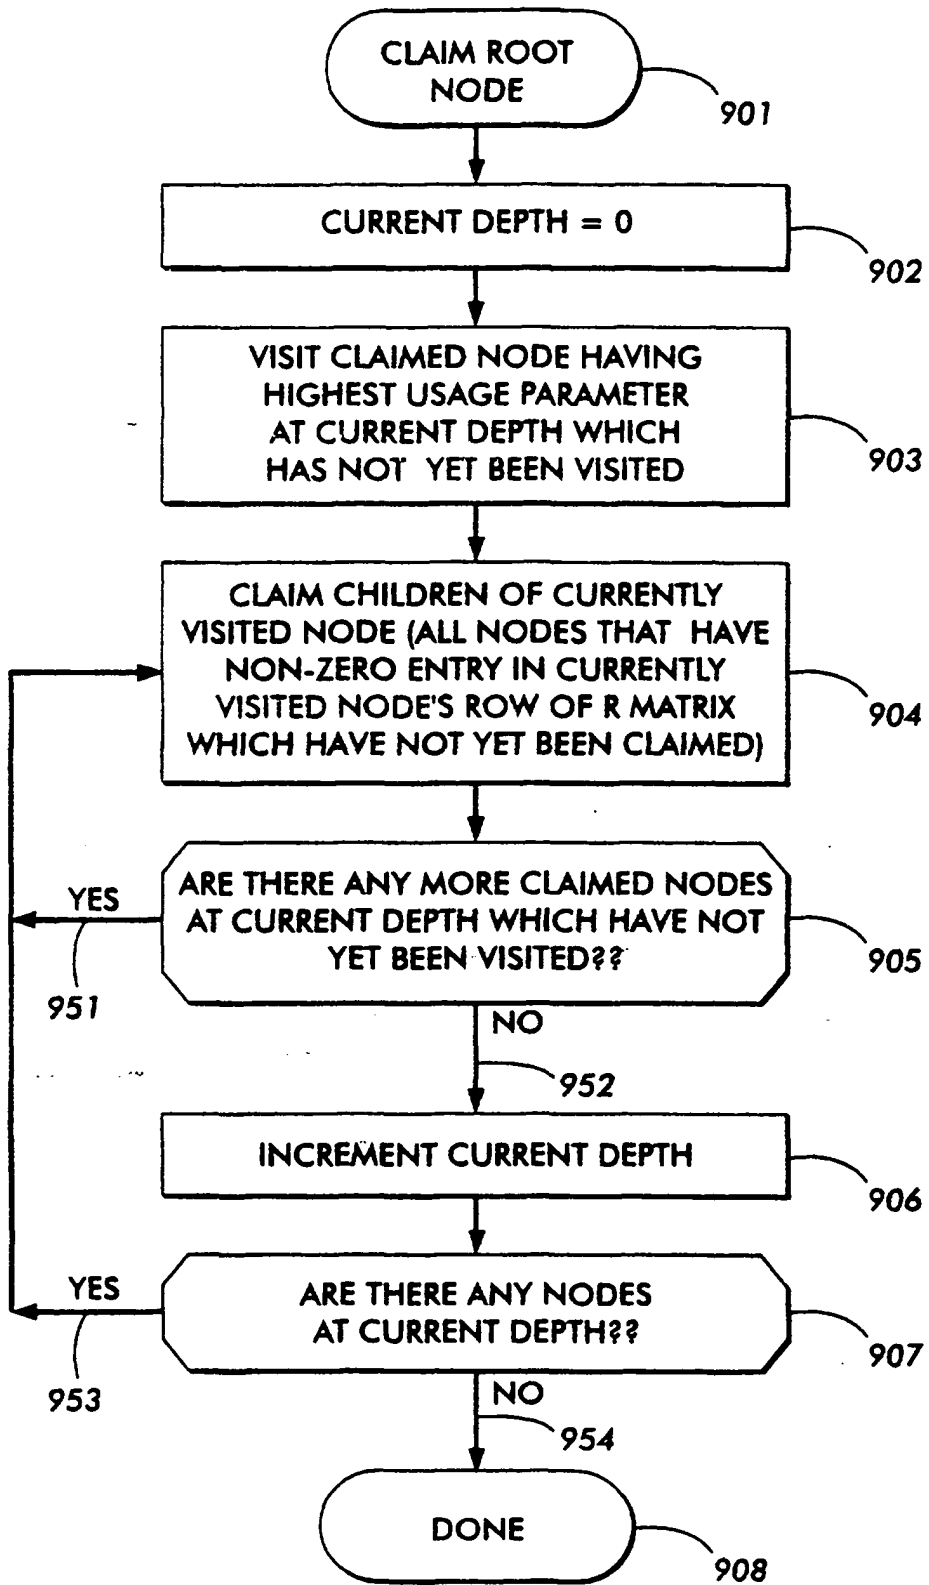 CLAIM ROOT
NODE
901
CURRENT DEPTH = 0
902
VISIT CLAIMED NODE HAVING
HIGHEST USAGE PARAMETER
AT CURRENT DEPTH WHICH
HAS NOT YET BEEN VISITED
903
CLAIM CHILDREN OF CURRENTLY
VISITED NODE (ALL NODES THAT HAVE
NON-ZERO ENTRY IN CURRENTLY
VISITED NODE'S ROW OF R MATRIX
WHICH HAVE NOT YET BEEN CLAIMED)
904
ARE THERE ANY MORE CLAIMED NODES
AT CURRENT DEPTH WHICH HAVE NOT
YET BEEN VISITED??
905
YES
951
NO
952
INCREMENT CURRENT DEPTH
906
ARE THERE ANY NODES
AT CURRENT DEPTH??
907
YES
953
NO
954
DONE
908